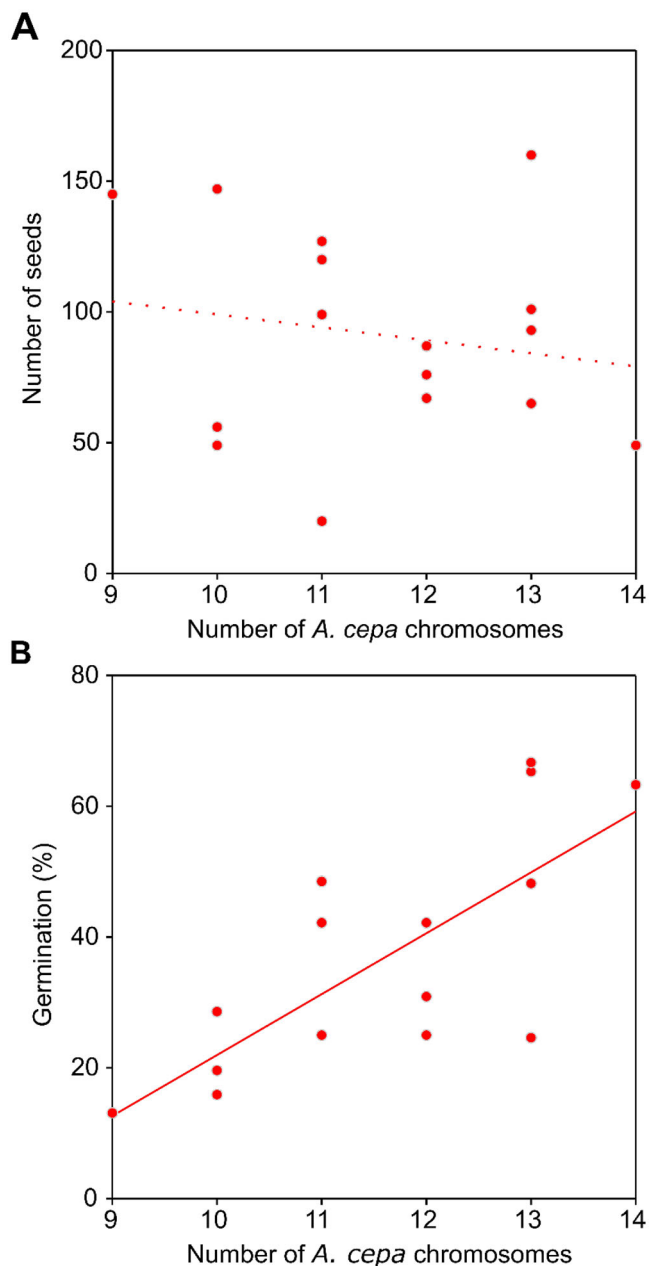 A
200
150
100
50
0
Number of seeds
9 10 11 12 13 14
Number of A. cepa chromosomes
B
80
60
40
20
0
Germination (%)
9 10 11 12 13 14
Number of A. cepa chromosomes